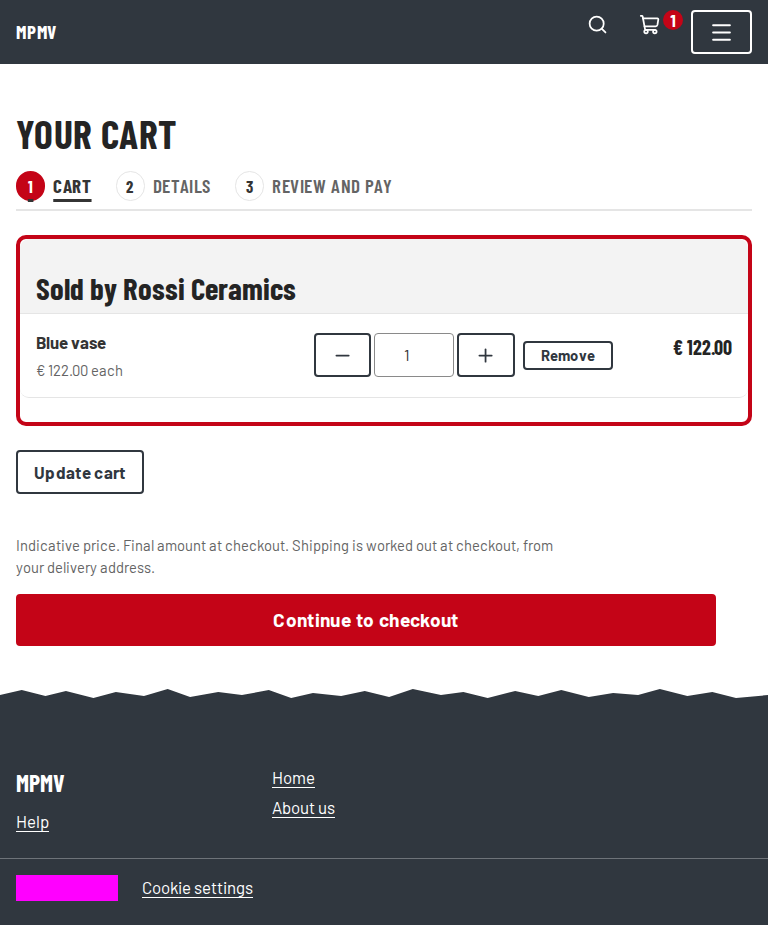 MPMV
1
YOUR CART
1 CART 2 DETAILS 3 REVIEW AND PAY
Sold by Rossi Ceramics
Blue vase
€ 122.00 each
1
Remove
€ 122.00
Update cart
Indicative price. Final amount at checkout. Shipping is worked out at checkout, from
your delivery address.
Continue to checkout
MPMV
Help
Home
About us
Cookie settings